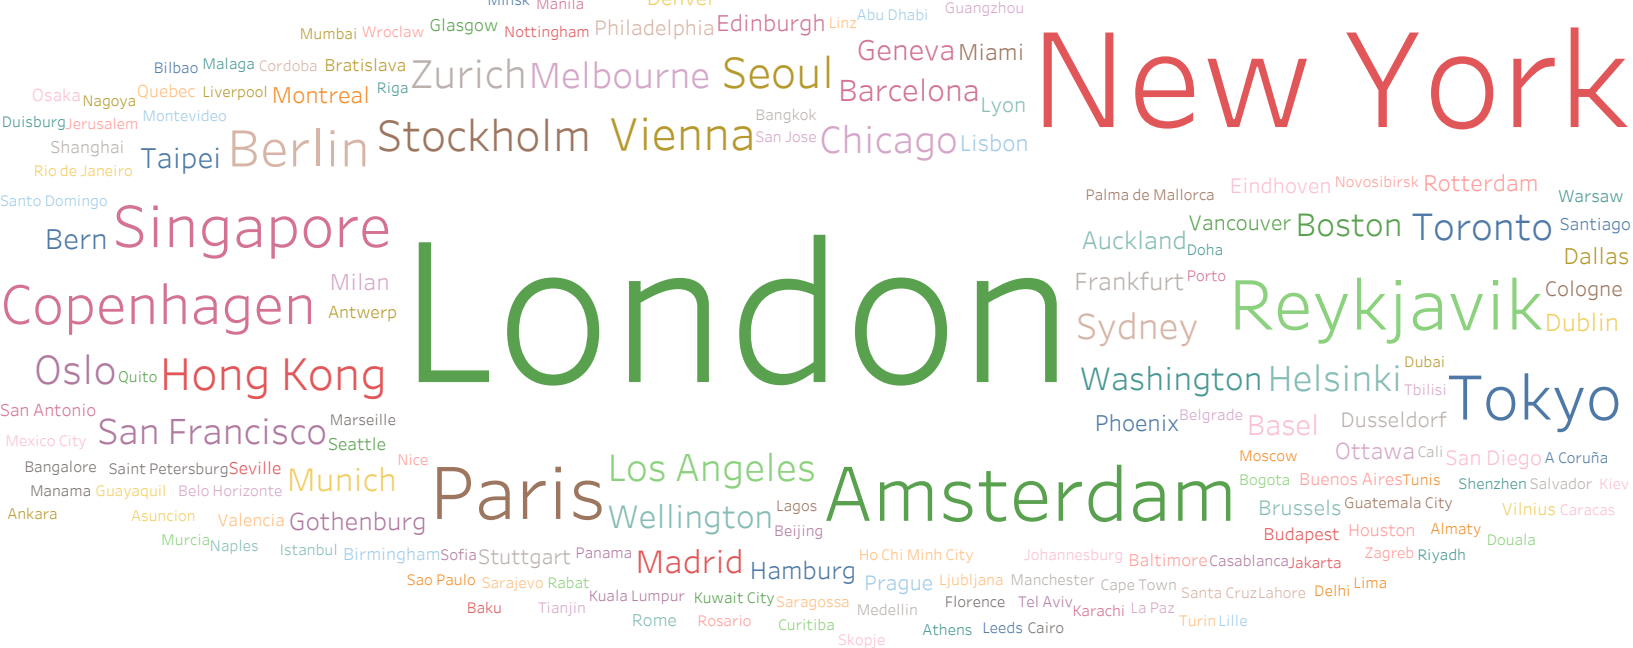 Minsk
Manila
Denver
Guangzhou
Abu Dhabi
Linz
Edinburgh
Philadelphia
Nottingham
Glasgow
Wroclaw
Mumbai
New York
Geneva
Miami
Bilbao
Malaga
Cordoba
Bratislava
Zurich
Melbourne
Seoul
Barcelona
Lyon
Osaka
Nagoya
Quebec
Liverpool
Montreal
Riga
Duisburg
Jerusalem
Montevideo
Berlin
Stockholm
Vienna
Bangkok
San Jose
Chicago
Lisbon
Shanghai
Taipei
Rio de Janeiro
Palma de Mallorca
Eindhoven
Novosibirsk
Rotterdam
Warsaw
Santo Domingo
Singapore
Bern
Vancouver
Boston
Toronto
Santiago
Auckland
Doha
Dallas
Milan
London
Frankfurt
Porto
Reykjavik
Cologne
Copenhagen
Antwerp
Sydney
Dublin
Oslo
Quito
Hong Kong
Washington
Helsinki
Dubai
Tbilisi
Tokyo
San Antonio
San Francisco
Marseille
Seattle
Phoenix
Belgrade
Basel
Dusseldorf
Mexico City
Nice
Moscow
Ottawa
Cali
San Diego
A Coruña
Bangalore
Saint Petersburg
Seville
Munich
Paris
Los Angeles
Amsterdam
Bogota
Buenos Aires
Tunis
Shenzhen
Salvador
Kiev
Manama
Guayaquil
Belo Horizonte
Lagos
Brussels
Guatemala City
Vilnius
Caracas
Ankara
Asuncion
Valencia
Gothenburg
Wellington
Beijing
Budapest
Houston
Almaty
Douala
Murcia
Naples
Istanbul
Birmingham
Sofia
Stuttgart
Panama
Madrid
Hamburg
Ho Chi Minh City
Johannesburg
Baltimore
Casablanca
Jakarta
Zagreb
Riyadh
Sao Paulo
Sarajevo
Rabat
Prague
Ljubljana
Manchester
Cape Town
Santa Cruz
Lahore
Delhi
Lima
Baku
Tianjin
Kuala Lumpur
Kuwait City
Saragossa
Medellin
Florence
Tel Aviv
Karachi
La Paz
Turin
Lille
Rome
Rosario
Curitiba
Skopje
Athens
Leeds
Cairo